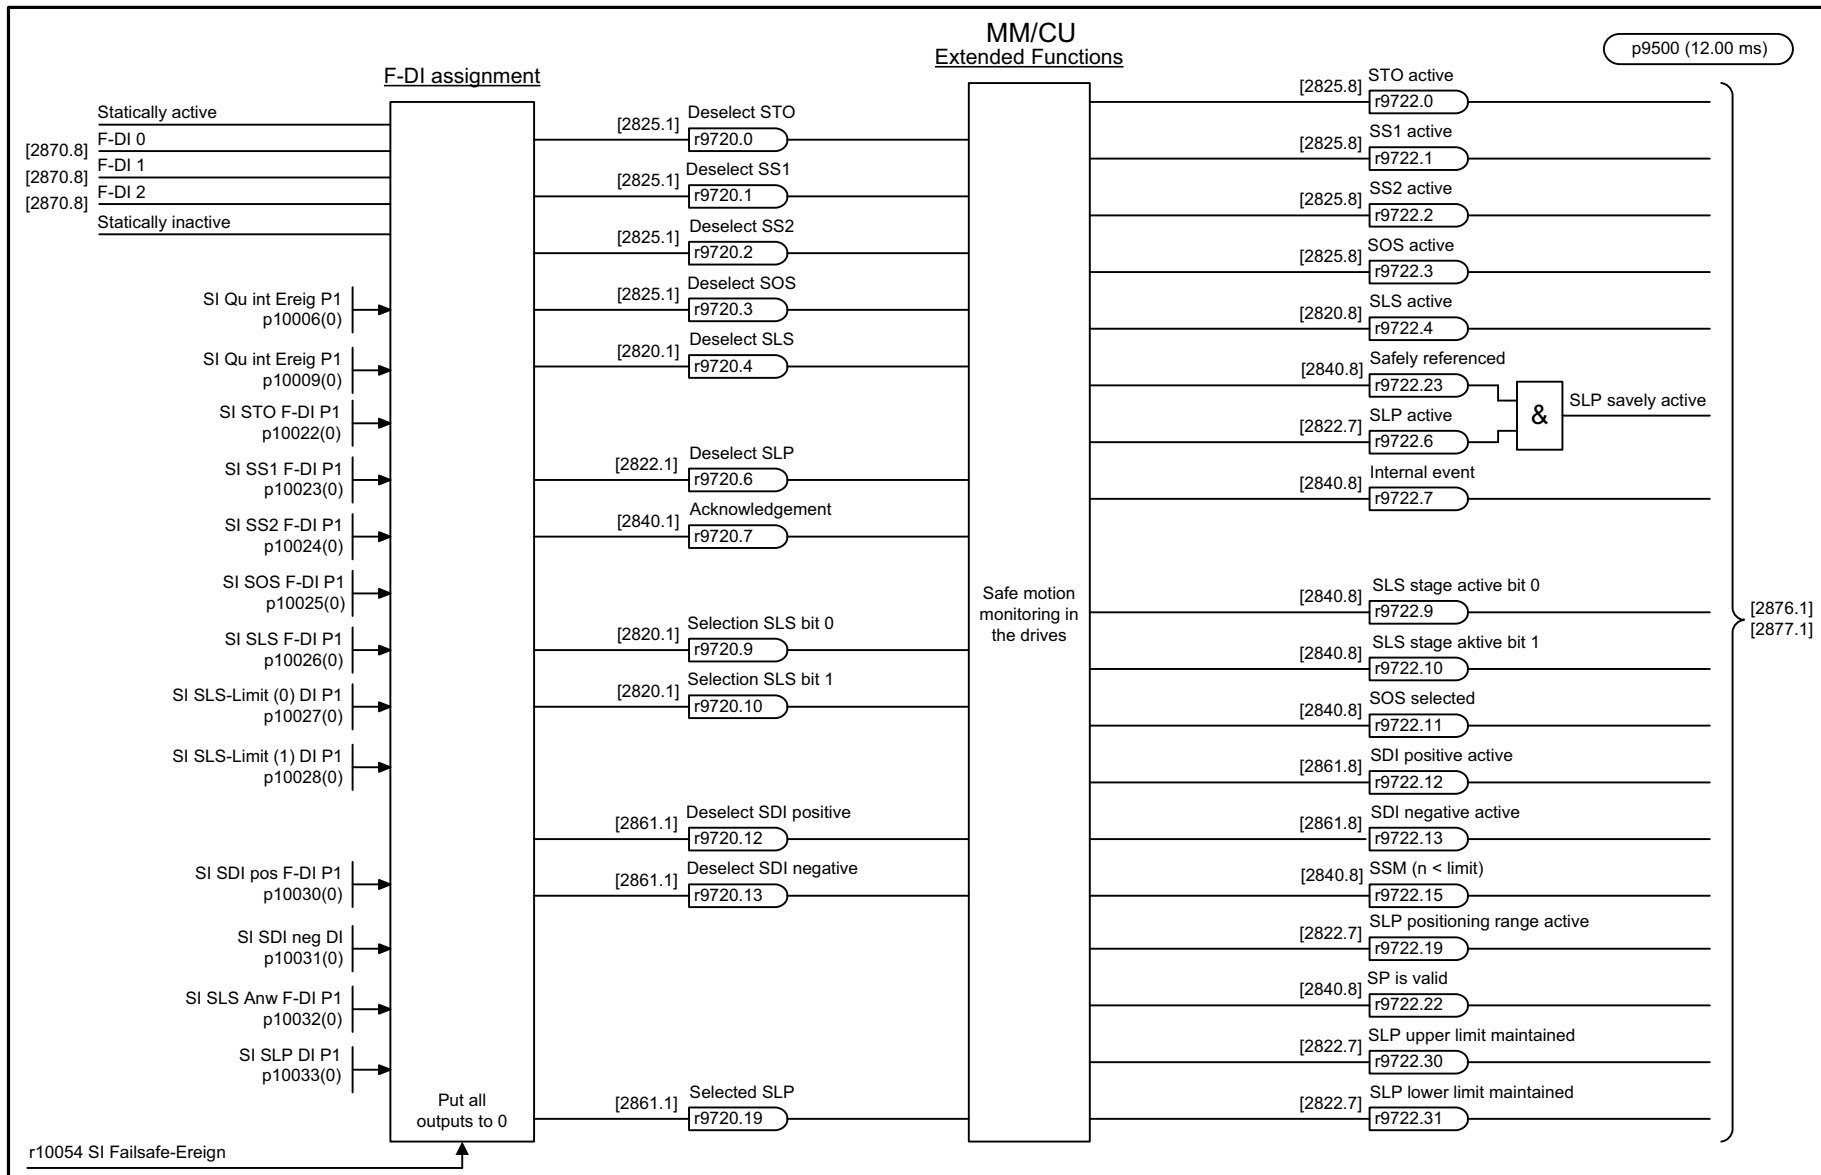 MM/CU
Extended Functions
p9500 (12.00 ms)
F-DI assignment
Statically active
[2870.8] F-DI 0
[2870.8] F-DI 1
[2870.8] F-DI 2
Statically inactive
SI Qu int Ereig P1
p10006(0)
SI Qu int Ereig P1
p10009(0)
SI STO F-DI P1
p10022(0)
SI SS1 F-DI P1
p10023(0)
SI SS2 F-DI P1
p10024(0)
SI SOS F-DI P1
p10025(0)
SI SLS F-DI P1
p10026(0)
SI SLS-Limit (0) DI P1
p10027(0)
SI SLS-Limit (1) DI P1
p10028(0)
SI SDI pos F-DI P1
p10030(0)
SI SDI neg DI
p10031(0)
SI SLS Anw F-DI P1
p10032(0)
SI SLP DI P1
p10033(0)
r10054 SI Failsafe-Ereign
Put all
outputs to 0
[2825.1] Deselect STO
r9720.0
[2825.1] Deselect SS1
r9720.1
[2825.1] Deselect SS2
r9720.2
[2825.1] Deselect SOS
r9720.3
[2820.1] Deselect SLS
r9720.4
[2822.1] Deselect SLP
r9720.6
[2840.1] Acknowledgement
r9720.7
[2820.1] Selection SLS bit 0
r9720.9
[2820.1] Selection SLS bit 1
r9720.10
[2861.1] Deselect SDI positive
r9720.12
[2861.1] Deselect SDI negative
r9720.13
[2861.1] Selected SLP
r9720.19
Safe motion
monitoring in
the drives
[2825.8] STO active
r9722.0
[2825.8] SS1 active
r9722.1
[2825.8] SS2 active
r9722.2
[2825.8] SOS active
r9722.3
[2820.8] SLS active
r9722.4
[2840.8] Safely referenced
r9722.23
[2822.7] SLP active
r9722.6
&
SLP savely active
[2840.8] Internal event
r9722.7
[2840.8] SLS stage active bit 0
r9722.9
[2840.8] SLS stage aktive bit 1
r9722.10
[2840.8] SOS selected
r9722.11
[2861.8] SDI positive active
r9722.12
[2861.8] SDI negative active
r9722.13
[2840.8] SSM (n < limit)
r9722.15
[2822.7] SLP positioning range active
r9722.19
[2840.8] SP is valid
r9722.22
[2822.7] SLP upper limit maintained
r9722.30
[2822.7] SLP lower limit maintained
r9722.31
[2876.1]
[2877.1]